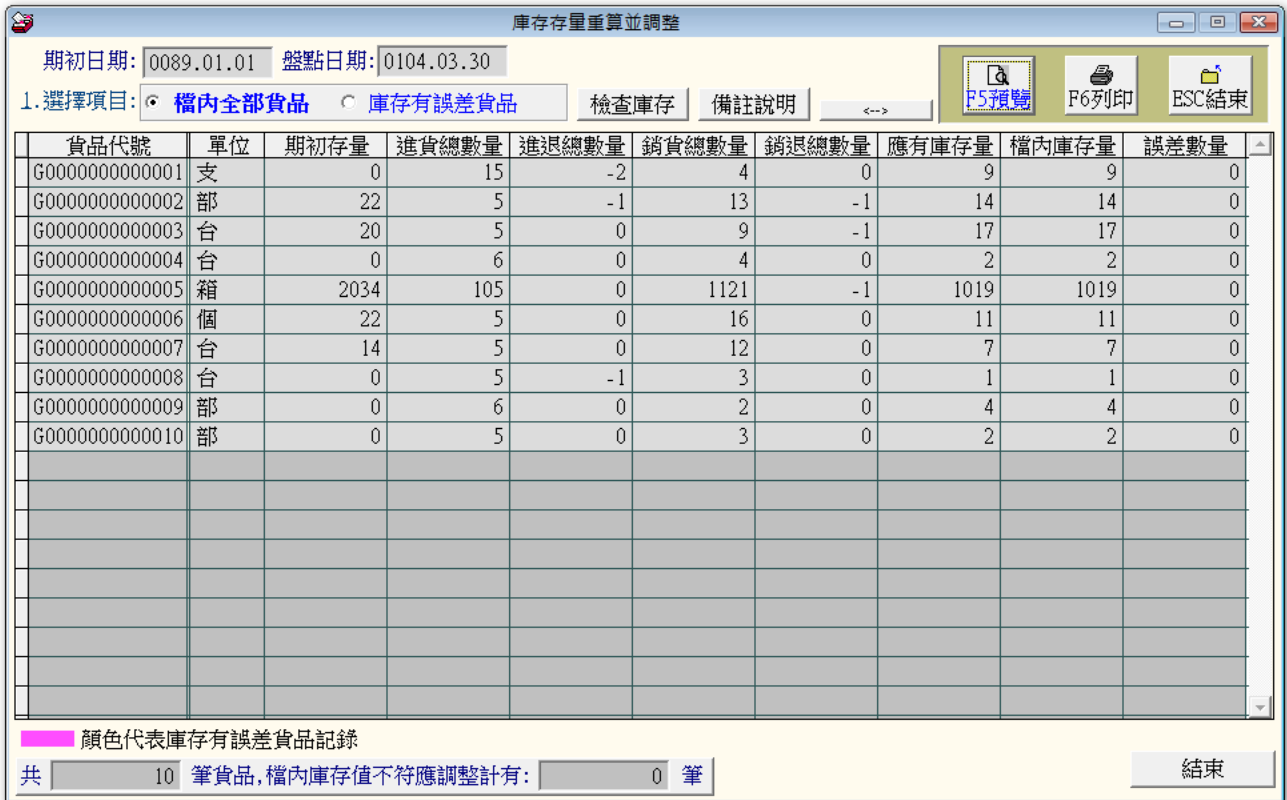 庫存存量重算並調整
期初日期: 0089.01.01 盤點日期: 0104.03.30
F5預覽 F6列印 ESC結束
1.選擇項目: 檔內全部貨品 庫存有誤差貨品 檢查庫存 備註說明 <-->
貨品代號 單位 期初存量 進貨總數量 進退總數量 銷貨總數量 銷退總數量 應有庫存量 檔內庫存量 誤差數量
G0000000000001 支 0 15 -2 4 0 9 9 0
G0000000000002 部 22 5 -1 13 -1 14 14 0
G0000000000003 台 20 5 0 9 -1 17 17 0
G0000000000004 台 0 6 0 4 0 2 2 0
G0000000000005 箱 2034 105 0 1121 -1 1019 1019 0
G0000000000006 個 22 5 0 16 0 11 11 0
G0000000000007 台 14 5 0 12 0 7 7 0
G0000000000008 台 0 5 -1 3 0 1 1 0
G0000000000009 部 0 6 0 2 0 4 4 0
G0000000000010 部 0 5 0 3 0 2 2 0
顏色代表庫存有誤差貨品記錄
共 10 筆貨品,檔內庫存值不符應調整計有: 0 筆
結束